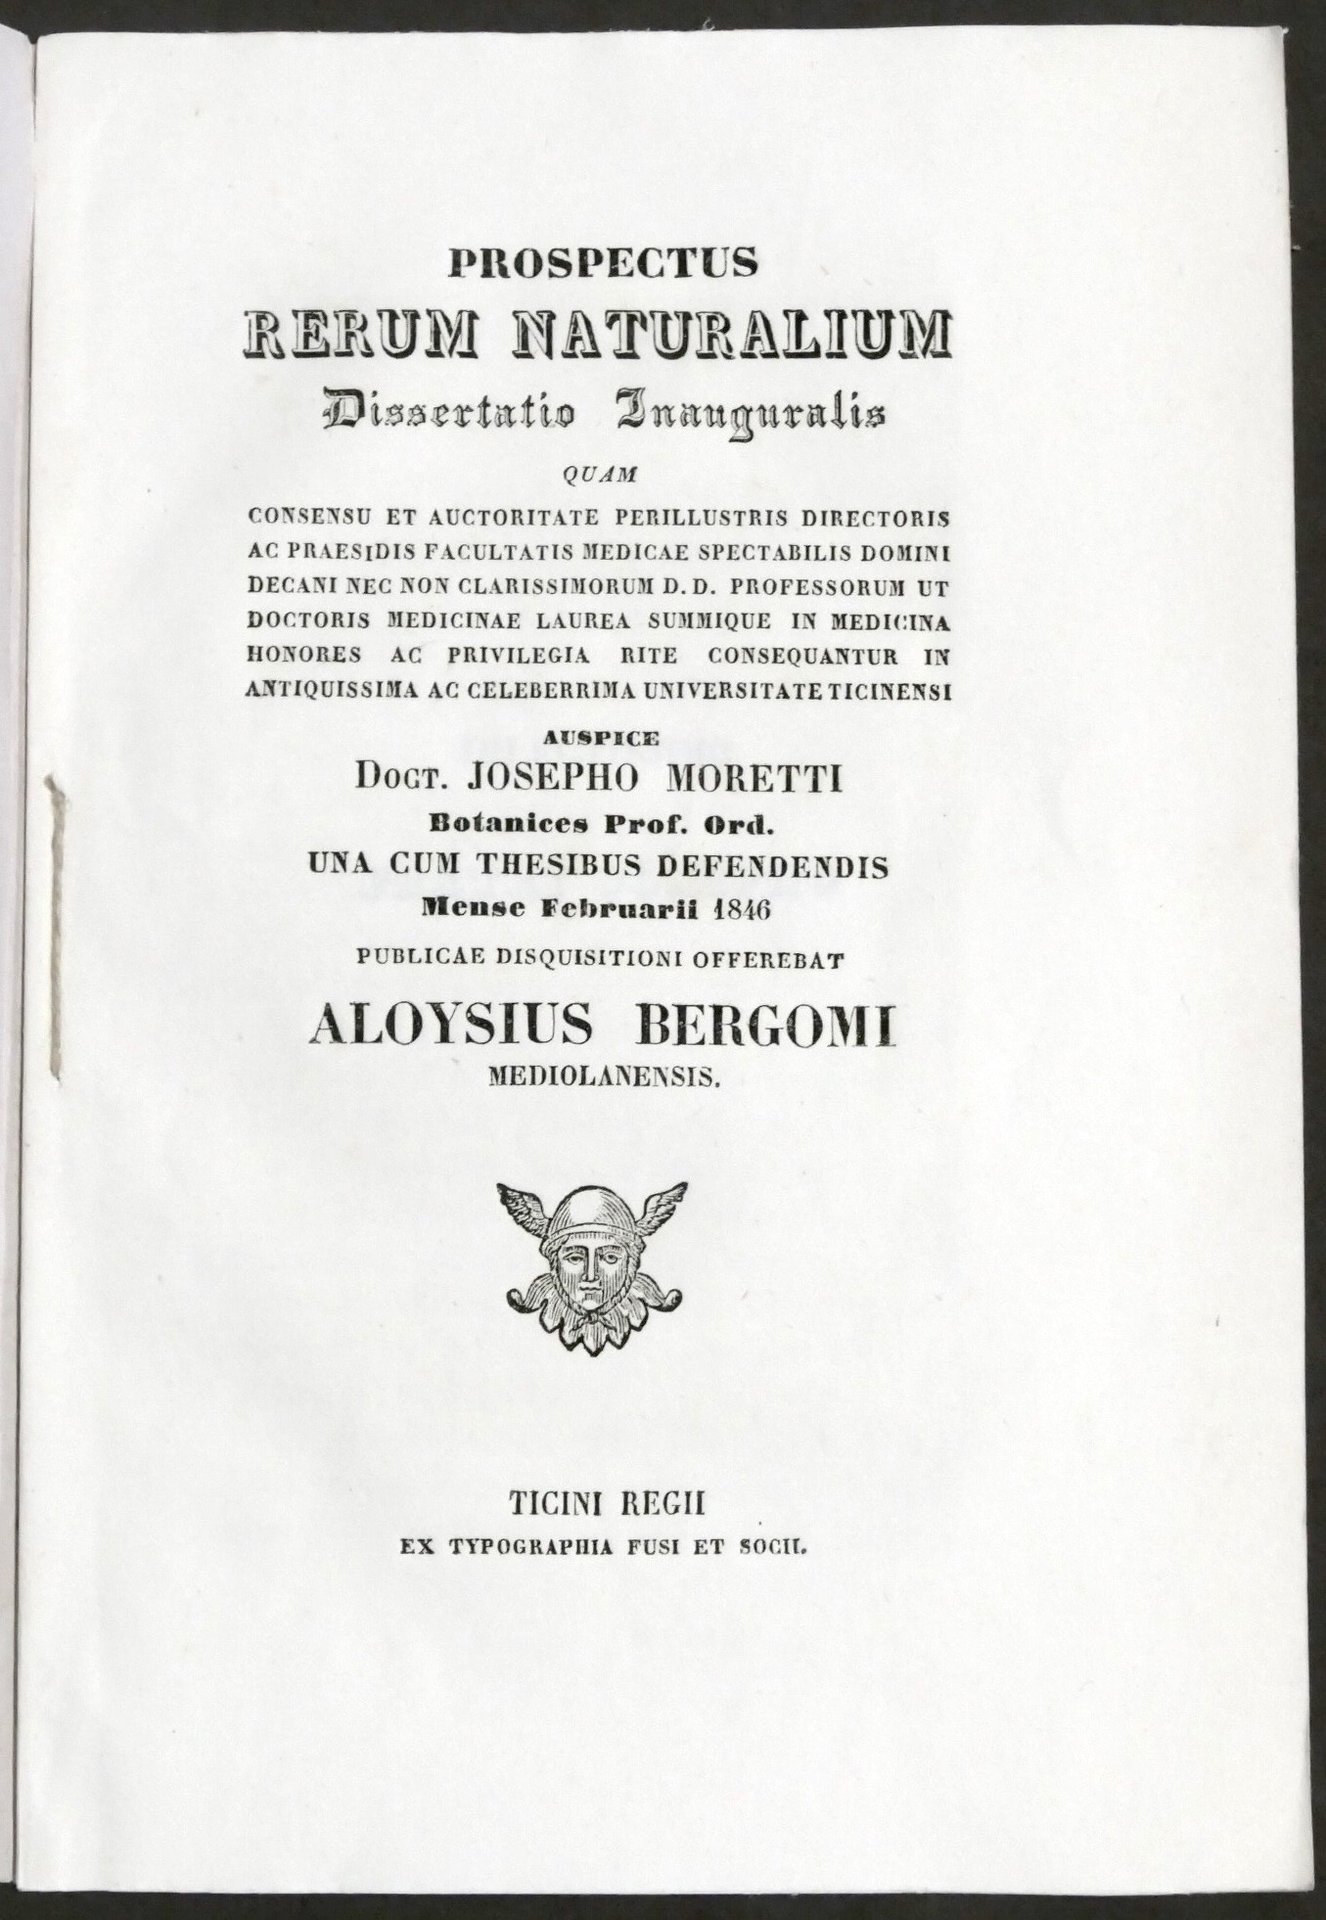 PROSPECTUS
RERUM NATURALIUM
Dissertatio Inauguralis
QUAM
CONSENSU ET AUCTORITATE PERILLUSTRIS DIRECTORIS
AC PRAESIDIS FACULTATIS MEDICAE SPECTABILIS DOMINI
DECANI NEC NON CLARISSIMORUM D. D. PROFESSORUM UT
DOCTORIS MEDICINAE LAUREA SUMMIQUE IN MEDICINA
HONORES AC PRIVILEGIA RITE CONSEQUANTUR IN
ANTIQUISSIMA AC CELEBERRIMA UNIVERSITATE TICINENSI
AUSPICE
DOCT. JOSEPHO MORETTI
Botanices Prof. Ord.
UNA CUM THESIBUS DEFENDENDIS
Mense Februarii 1846
PUBLICAE DISQUISITIONI OFFEREBAT
ALOYSIUS BERGOMI
MEDIOLANENSIS.
TICINI REGII
EX TYPOGRAPHIA FUSI ET SOCII.